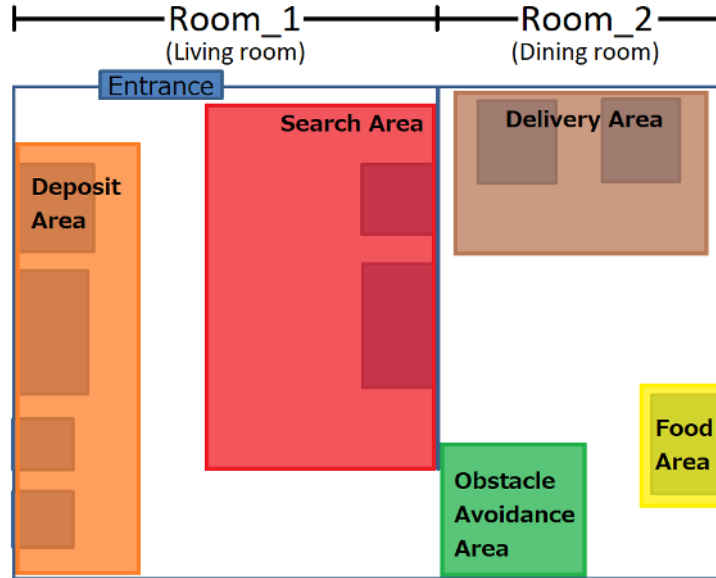 Room_1
(Living room)
Room_2
(Dining room)
Entrance
Search Area
Delivery Area
Deposit
Area
Food
Area
Obstacle
Avoidance
Area